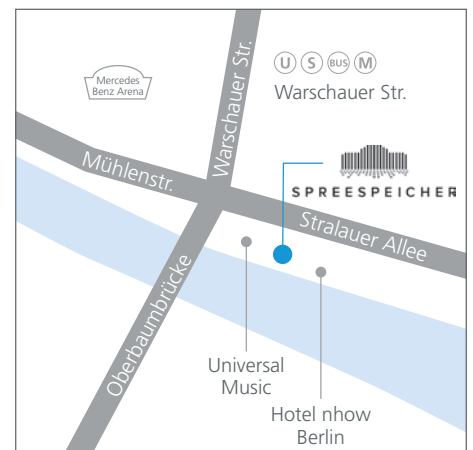 Mercedes
Benz Arena
Warschauer Str.
U S BUS M
Warschauer Str.
Mühlenstr.
SPREESPEICHER
Stralauer Allee
Oberbaumbrücke
Universal
Music
Hotel nhow
Berlin